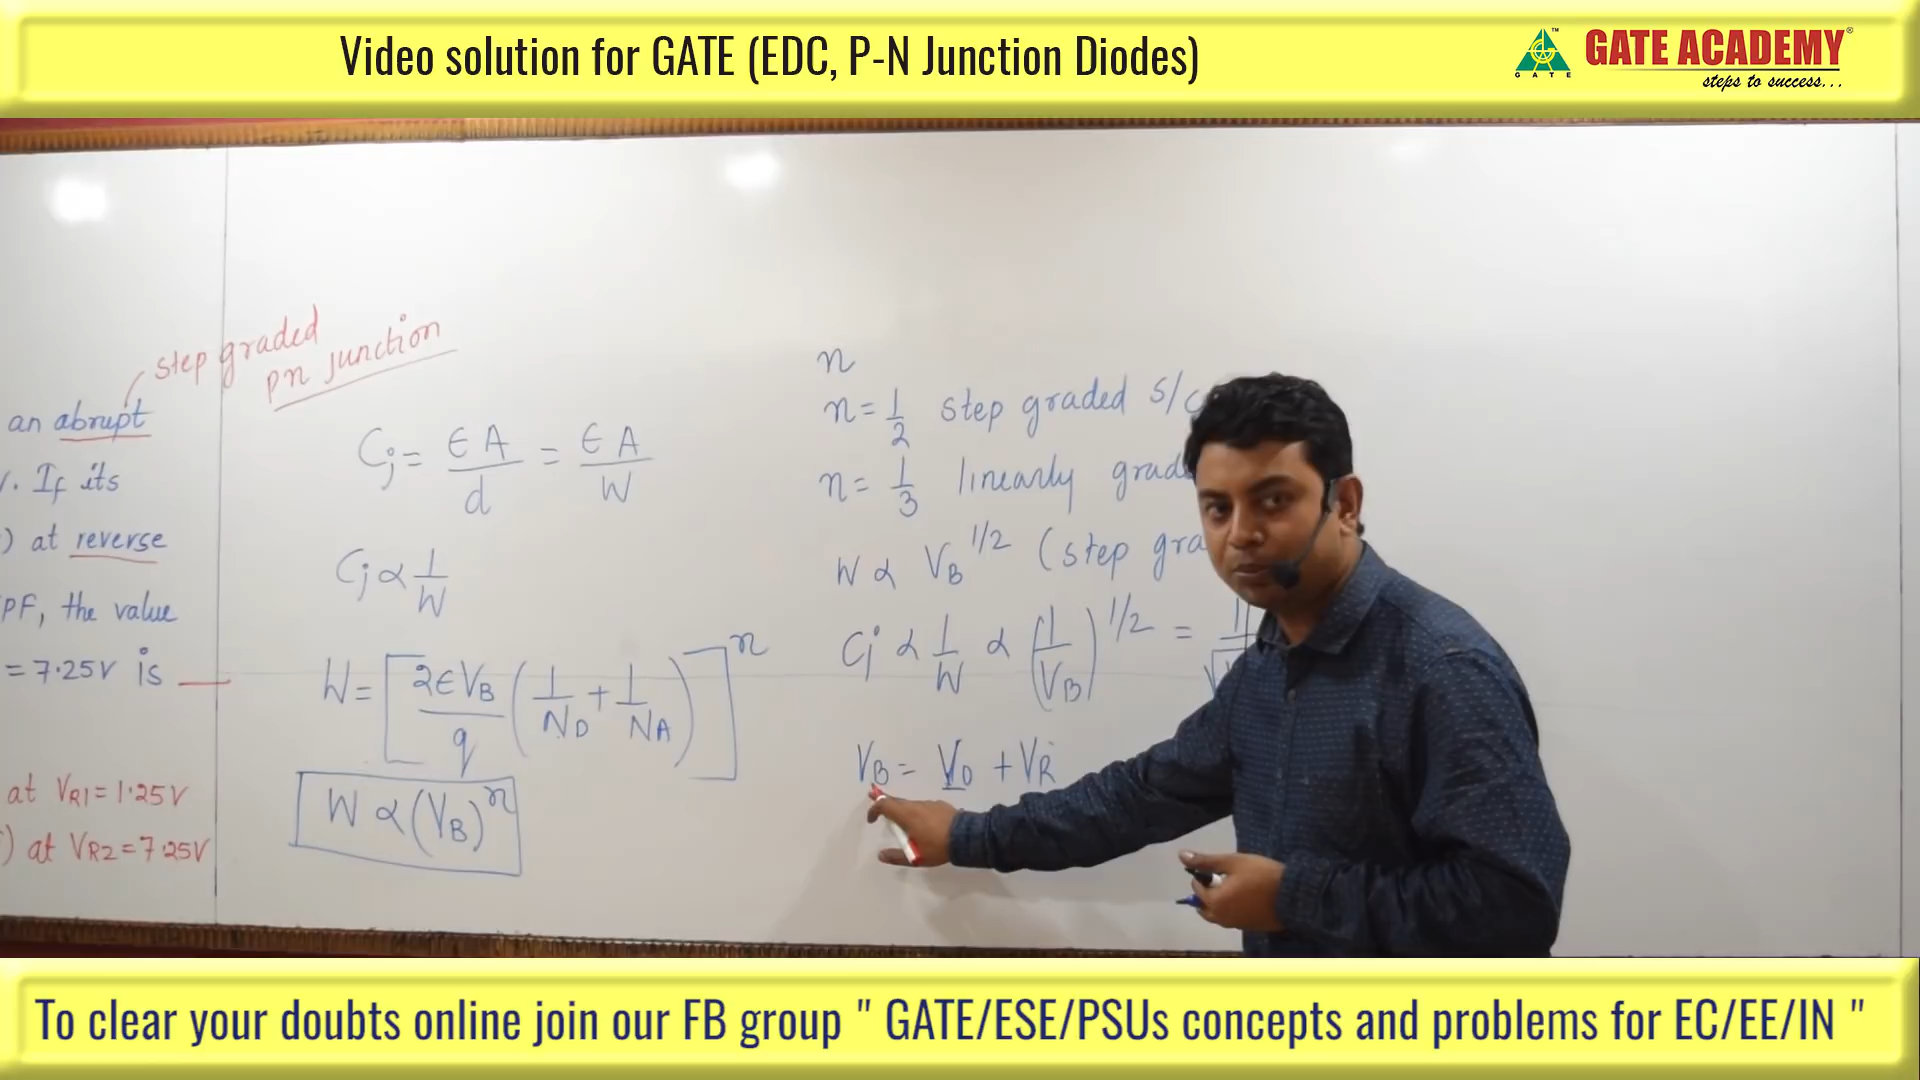 Video solution for GATE (EDC, P-N Junction Diodes)
GATE
TM
GATE ACADEMY®
steps to success...
step graded
pn junction
an abrupt
V. If its
) at reverse
PF, the value
= 7.25V is ___
at VR1 = 1.25V
) at VR2 = 7.25V
Cj = ϵ A / d = ϵ A / W
Cj ∝ 1/W
W = [2ϵVB/q (1/ND + 1/NA)]^n
W ∝ (VB)^n
n
n = 1/2 step graded S/C
n = 1/3 linearly grad
W ∝ VB^1/2 (step gra
Cj ∝ 1/W ∝ (1/VB)^1/2 =
VB = VO + VR
To clear your doubts online join our FB group " GATE/ESE/PSUs concepts and problems for EC/EE/IN "